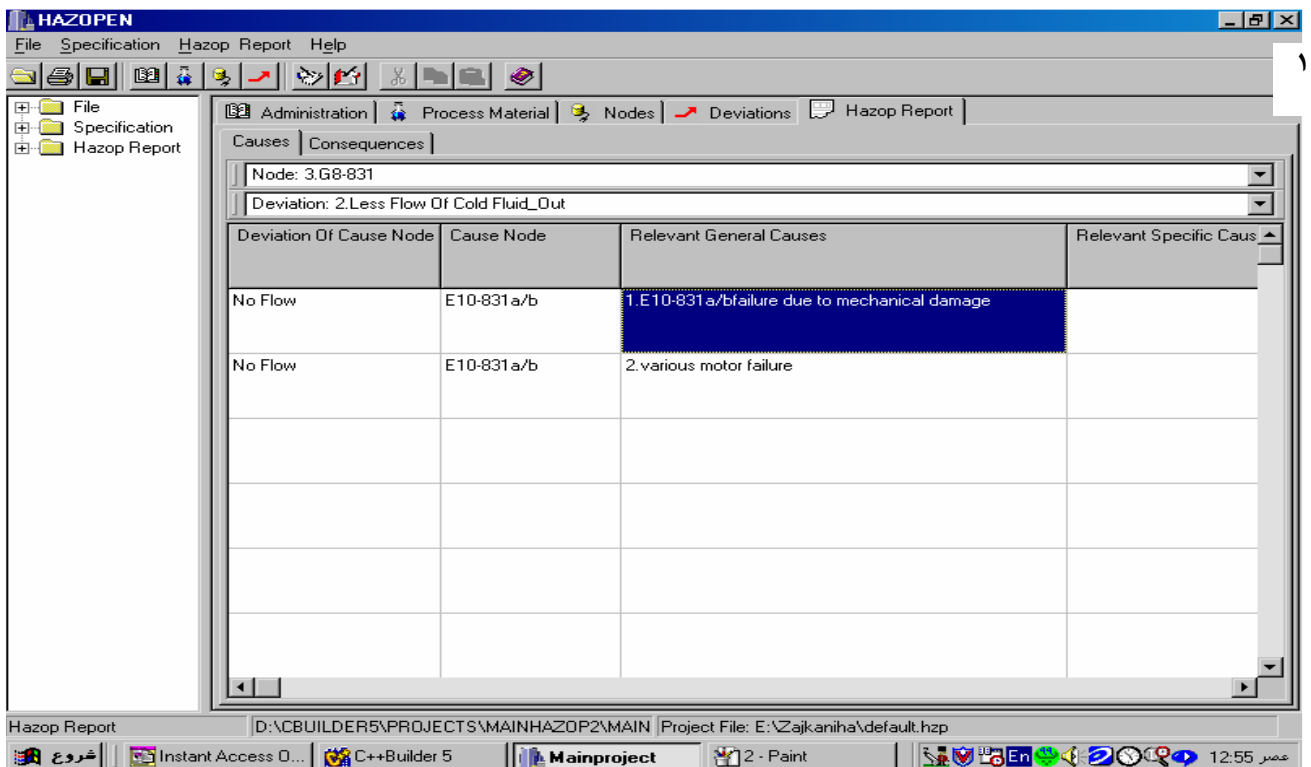 HAZOPEN
File Specification Hazop Report Help
۱
File
Specification
Hazop Report
Administration Process Material Nodes Deviations Hazop Report
Causes Consequences
Node: 3.G8-831
Deviation: 2.Less Flow Of Cold Fluid_Out
Deviation Of Cause Node Cause Node Relevant General Causes Relevant Specific Caus
No Flow E10-831a/b 1.E10-831a/bfailure due to mechanical damage
No Flow E10-831a/b 2.various motor failure
Hazop Report D:\CBUILDER5\PROJECTS\MAINHAZOP2\MAIN Project File: E:\Zajkaniha\default.hzp
شروع Instant Access O... C++Builder 5 Mainproject 12 - Paint En 12:55 عصر